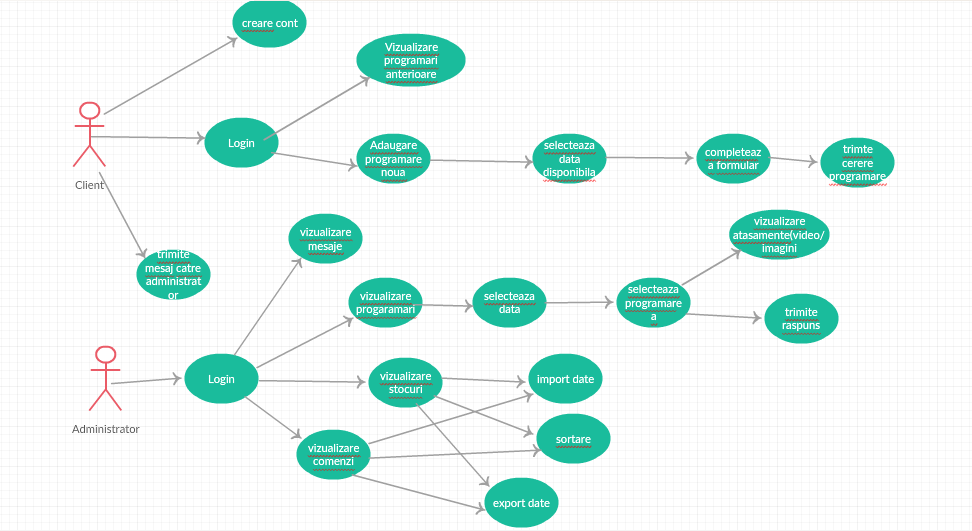 creare cont
Vizualizare
programari
anterioare
Login
Adaugare
programare
noua
selecteaza
data
disponibila
completeaz
a formular
trimte
cerere
programare
Client
trimite
mesaj catre
administrat
or
vizualizare
mesaje
vizualizare
atasamente(video/
imagini
vizualizare
progaramari
selecteaza
data
selecteaza
programare
a
trimite
raspuns
Login
Administrator
vizualizare
stocuri
import date
vizualizare
comenzi
sortare
export date